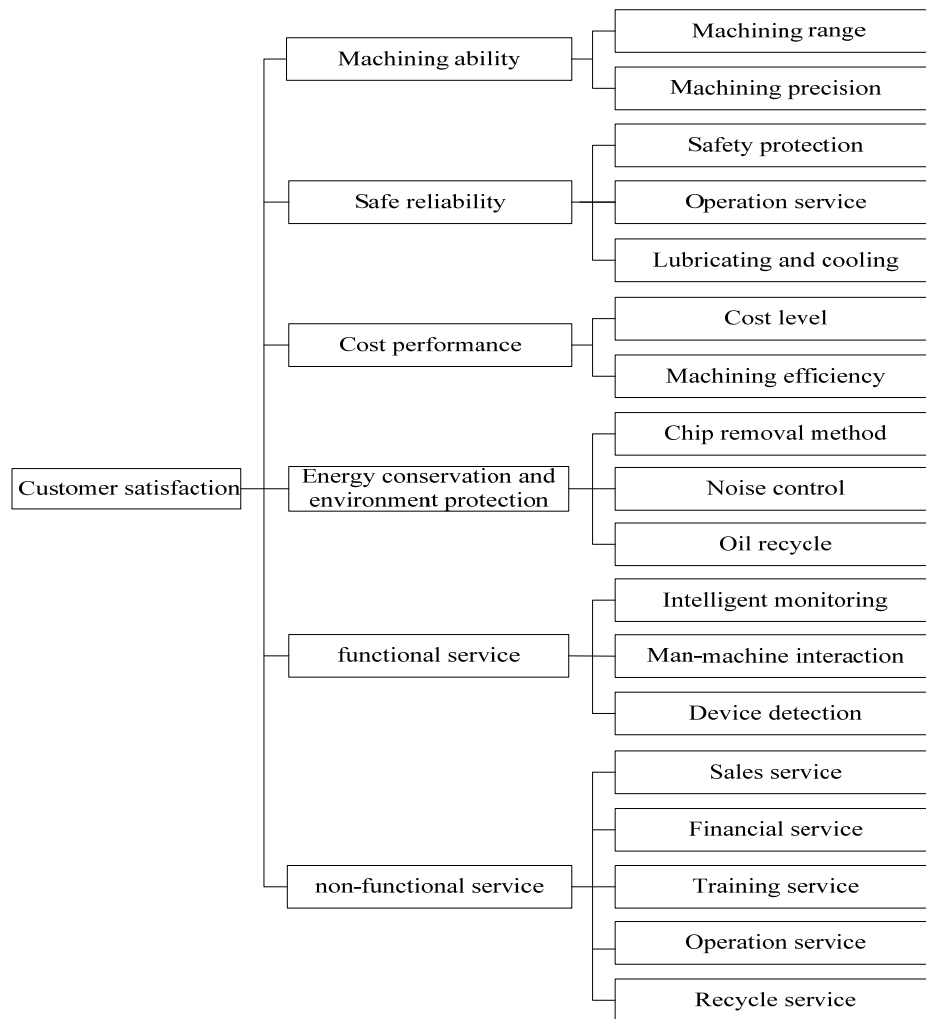 Customer satisfaction
Machining ability
Machining range
Machining precision
Safe reliability
Safety protection
Operation service
Lubricating and cooling
Cost performance
Cost level
Machining efficiency
Energy conservation and
environment protection
Chip removal method
Noise control
Oil recycle
functional service
Intelligent monitoring
Man-machine interaction
Device detection
non-functional service
Sales service
Financial service
Training service
Operation service
Recycle service